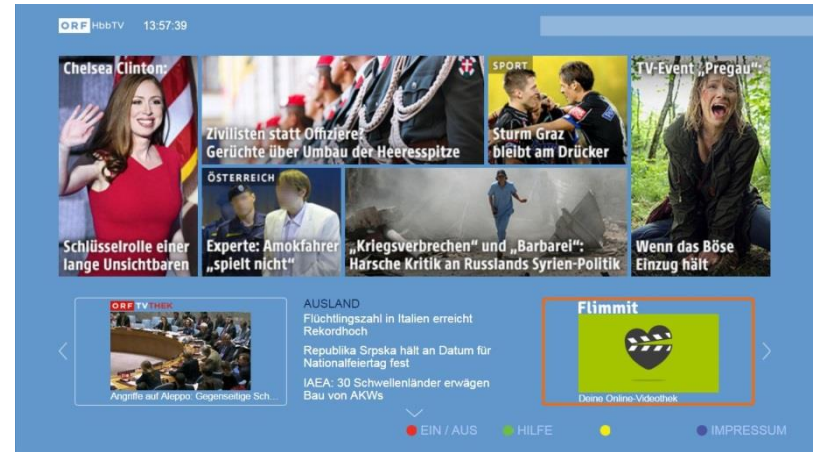 ORF HbbTV 13:57:39
Chelsea Clinton:
Schlüsselrolle einer
lange Unsichtbaren
Zivilisten statt Offiziere:
Gerüchte über Umbau der Heeresspitze
SPORT
Sturm Graz
bleibt am Drücker
TV-Event „Pregau“:
Wenn das Böse
Einzug hält
ÖSTERREICH
Experte: Amokfahrer
„spielt nicht“
„Kriegsverbrechen“ und „Barbarei“:
Harsche Kritik an Russlands Syrien-Politik
ORF TVTHEK
Angriffe auf Aleppo: Gegenseitige Sch...
AUSLAND
Flüchtlingszahl in Italien erreicht
Rekordhoch
Republika Srpska hält an Datum für
Nationalfeiertag fest
IAEA: 30 Schwellenländer erwägen
Bau von AKWs
Flimmit
Deine Online-Videothek
EIN / AUS HILFE IMPRESSUM